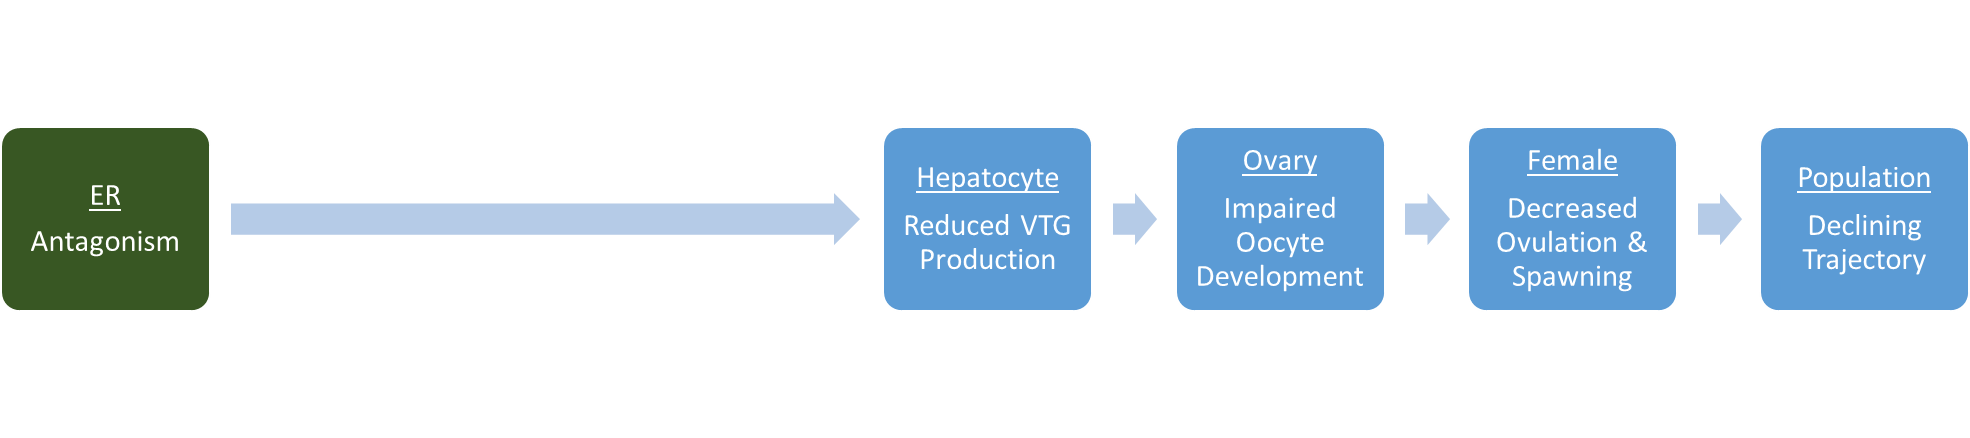 ER
Antagonism
Hepatocyte
Reduced VTG
Production
Ovary
Impaired
Oocyte
Development
Female
Decreased
Ovulation &
Spawning
Population
Declining
Trajectory